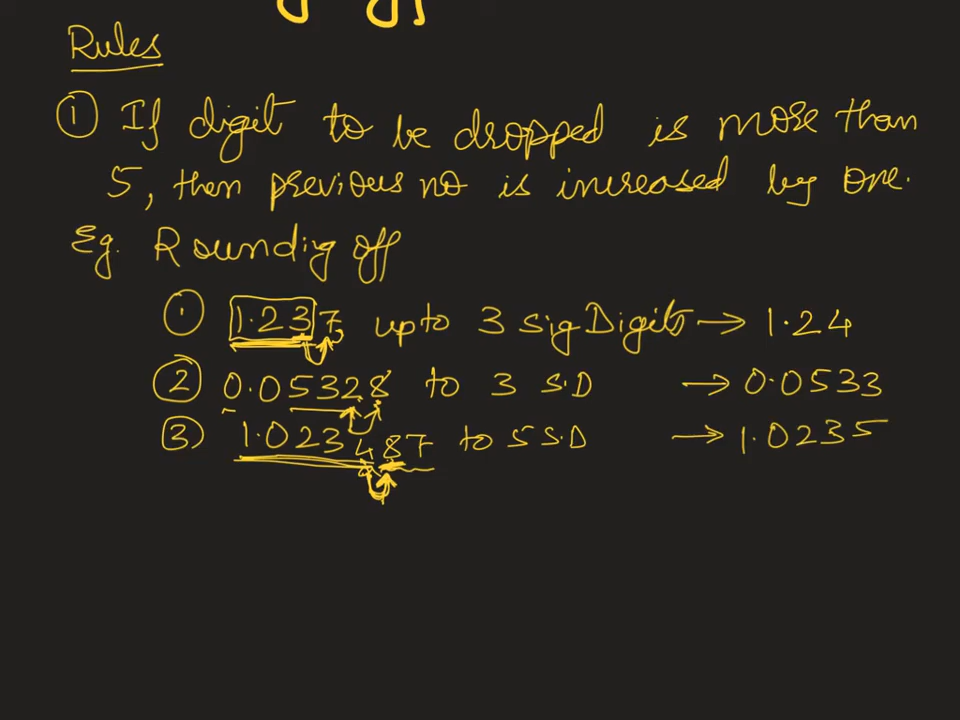 Rules
① If digit to be dropped is more than
5, then previous no is increased by one.
Eg. Rounding off
① 1.237 upto 3 sig Digits → 1.24
② 0.05328 to 3 S.D → 0.0533
③ 1.023487 to 5 S.D → 1.0235